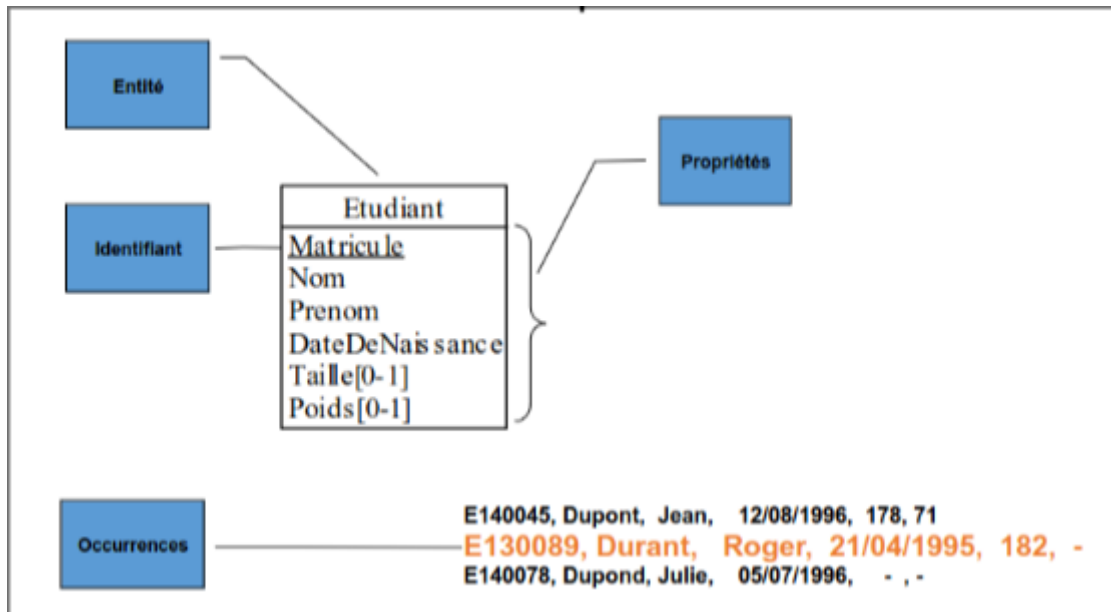 Entité
Propriétés
Identifiant
Etudiant
Matricule
Nom
Prenom
DateDeNaissance
Taille[0-1]
Poids[0-1]
Occurrences
E140045, Dupont, Jean, 12/08/1996, 178, 71
E130089, Durant, Roger, 21/04/1995, 182, -
E140078, Dupond, Julie, 05/07/1996, - , -